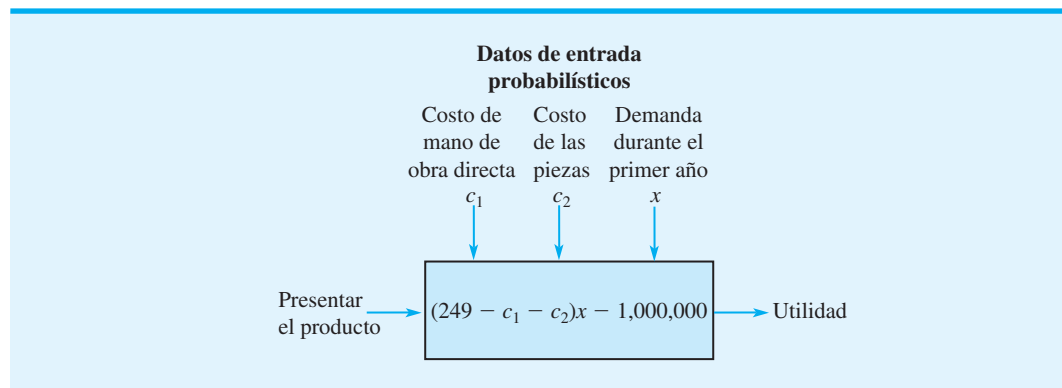 Datos de entrada
probabilísticos
Costo de
mano de
obra directa
c1
Costo
de las
piezas
c2
Demanda
durante el
primer año
x
Presentar
el producto
(249 − c1 − c2)x − 1,000,000
Utilidad